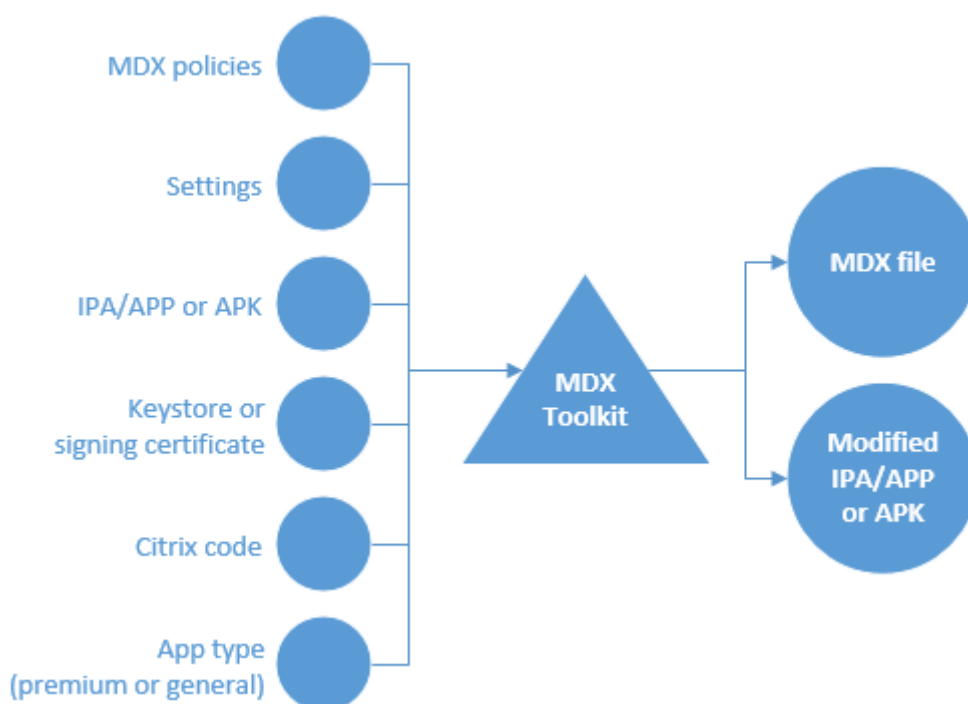 MDX policies
Settings
IPA/APP or APK
Keystore or
signing certificate
Citrix code
App type
(premium or general)
MDX
Toolkit
MDX file
Modified
IPA/APP
or APK